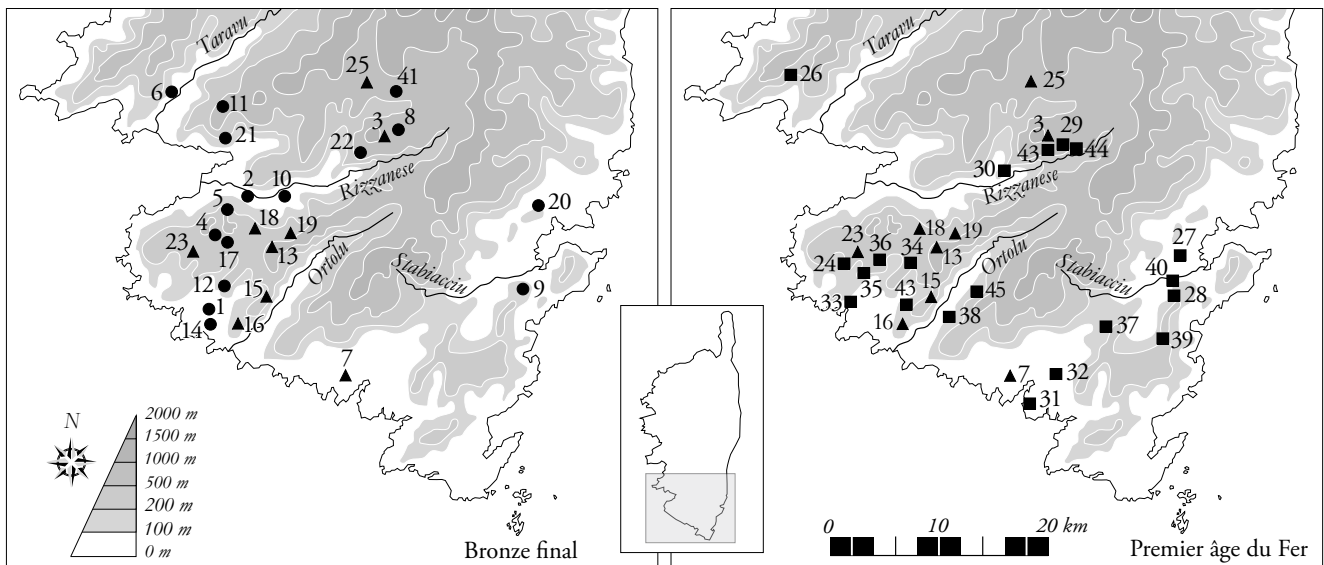 Taravu
25
41
6
11
3
8
21
22
2
10
Rizzanese
5
20
18
4
19
23
17
13
Ortolu
Stabiacciu
12
15
9
1
14
16
7
N
2000 m
1500 m
1000 m
500 m
200 m
100 m
0 m
Bronze final
Taravu
26
25
3
29
43
44
30
Rizzanese
18
19
23
36
34
13
27
24
Ortolu
Stabiacciu
40
35
43
15
45
28
33
16
38
37
39
7
32
31
0
10
20 km
Premier âge du Fer